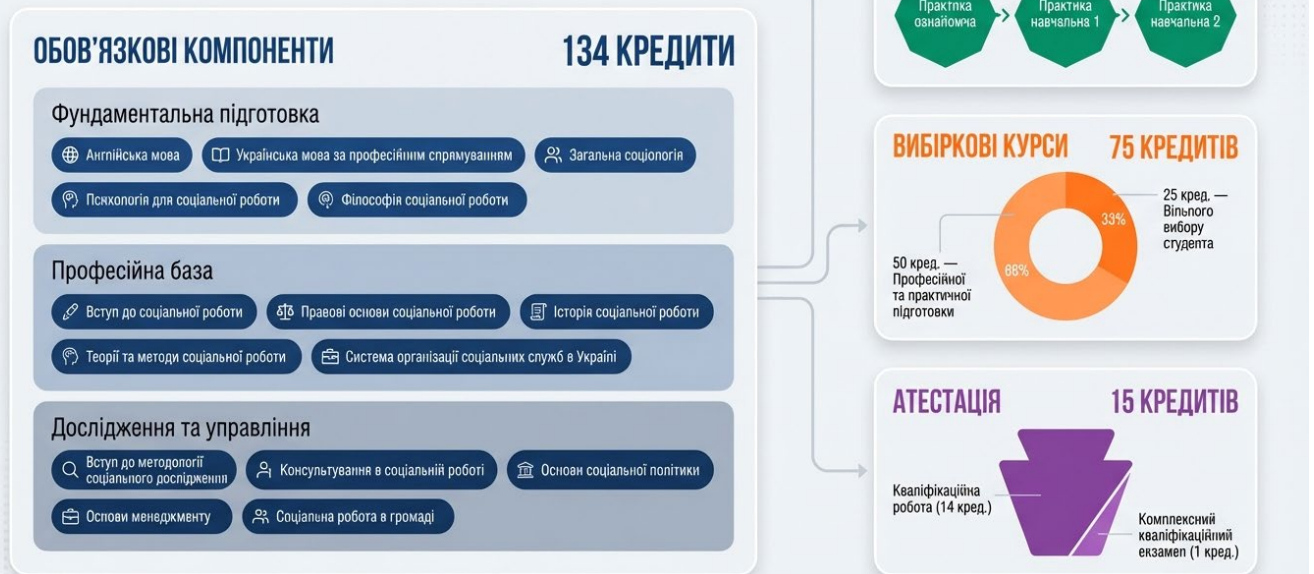 ОБОВ'ЯЗКОВІ КОМПОНЕНТИ
134 КРЕДИТИ
Фундаментальна підготовка
Англійська мова
Українська мова за професійним спрямуванням
Загальна соціологія
Психологія для соціальної роботи
Філософія соціальної роботи
Професійна база
Вступ до соціальної роботи
Правові основи соціальної роботи
Історія соціальної роботи
Теорії та методи соціальної роботи
Система організації соціальних служб в Україні
Дослідження та управління
Вступ до методології
соціального дослідження
Консультування в соціальній роботі
Основи соціальної політики
Основи менеджменту
Соціальна робота в громаді
Практика
ознайомча
Практика
навчальна 1
Практика
навчальна 2
ВИБІРКОВІ КУРСИ
75 КРЕДИТІВ
33%
25 кред. —
Вільного
вибору
студента
66%
50 кред. —
Професійної
та практичної
підготовки
АТЕСТАЦІЯ
15 КРЕДИТІВ
Кваліфікаційна
робота (14 кред.)
Комплексний
кваліфікаційний
екзамен (1 кред.)